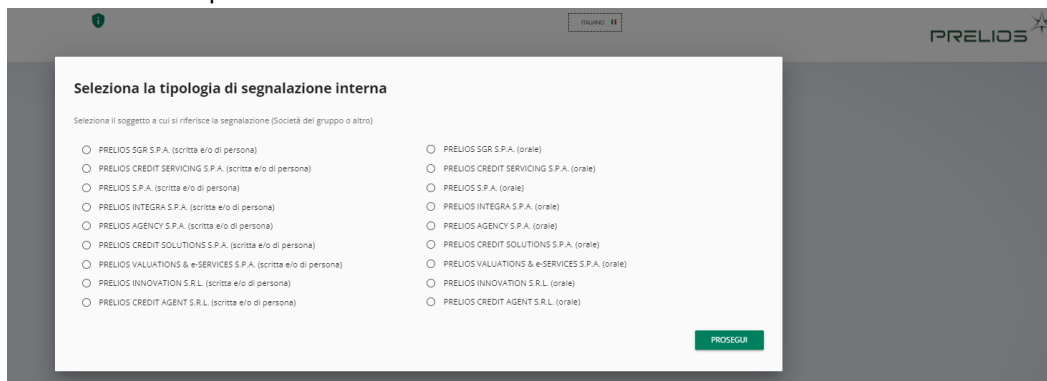 ITALIANO
PRELIOS
Seleziona la tipologia di segnalazione interna
Seleziona il soggetto a cui si riferisce la segnalazione (Società del gruppo o altro)
PRELIOS SGR S.P.A. (scritta e/o di persona)
PRELIOS SGR S.P.A. (orale)
PRELIOS CREDIT SERVICING S.P.A. (scritta e/o di persona)
PRELIOS CREDIT SERVICING S.P.A. (orale)
PRELIOS S.P.A. (scritta e/o di persona)
PRELIOS S.P.A. (orale)
PRELIOS INTEGRA S.P.A. (scritta e/o di persona)
PRELIOS INTEGRA S.P.A. (orale)
PRELIOS AGENCY S.P.A. (scritta e/o di persona)
PRELIOS AGENCY S.P.A. (orale)
PRELIOS CREDIT SOLUTIONS S.P.A. (scritta e/o di persona)
PRELIOS CREDIT SOLUTIONS S.P.A. (orale)
PRELIOS VALUATIONS & e-SERVICES S.P.A. (scritta e/o di persona)
PRELIOS VALUATIONS & e-SERVICES S.P.A. (orale)
PRELIOS INNOVATION S.R.L. (scritta e/o di persona)
PRELIOS INNOVATION S.R.L. (orale)
PRELIOS CREDIT AGENT S.R.L. (scritta e/o di persona)
PRELIOS CREDIT AGENT S.R.L. (orale)
PROSEGUI